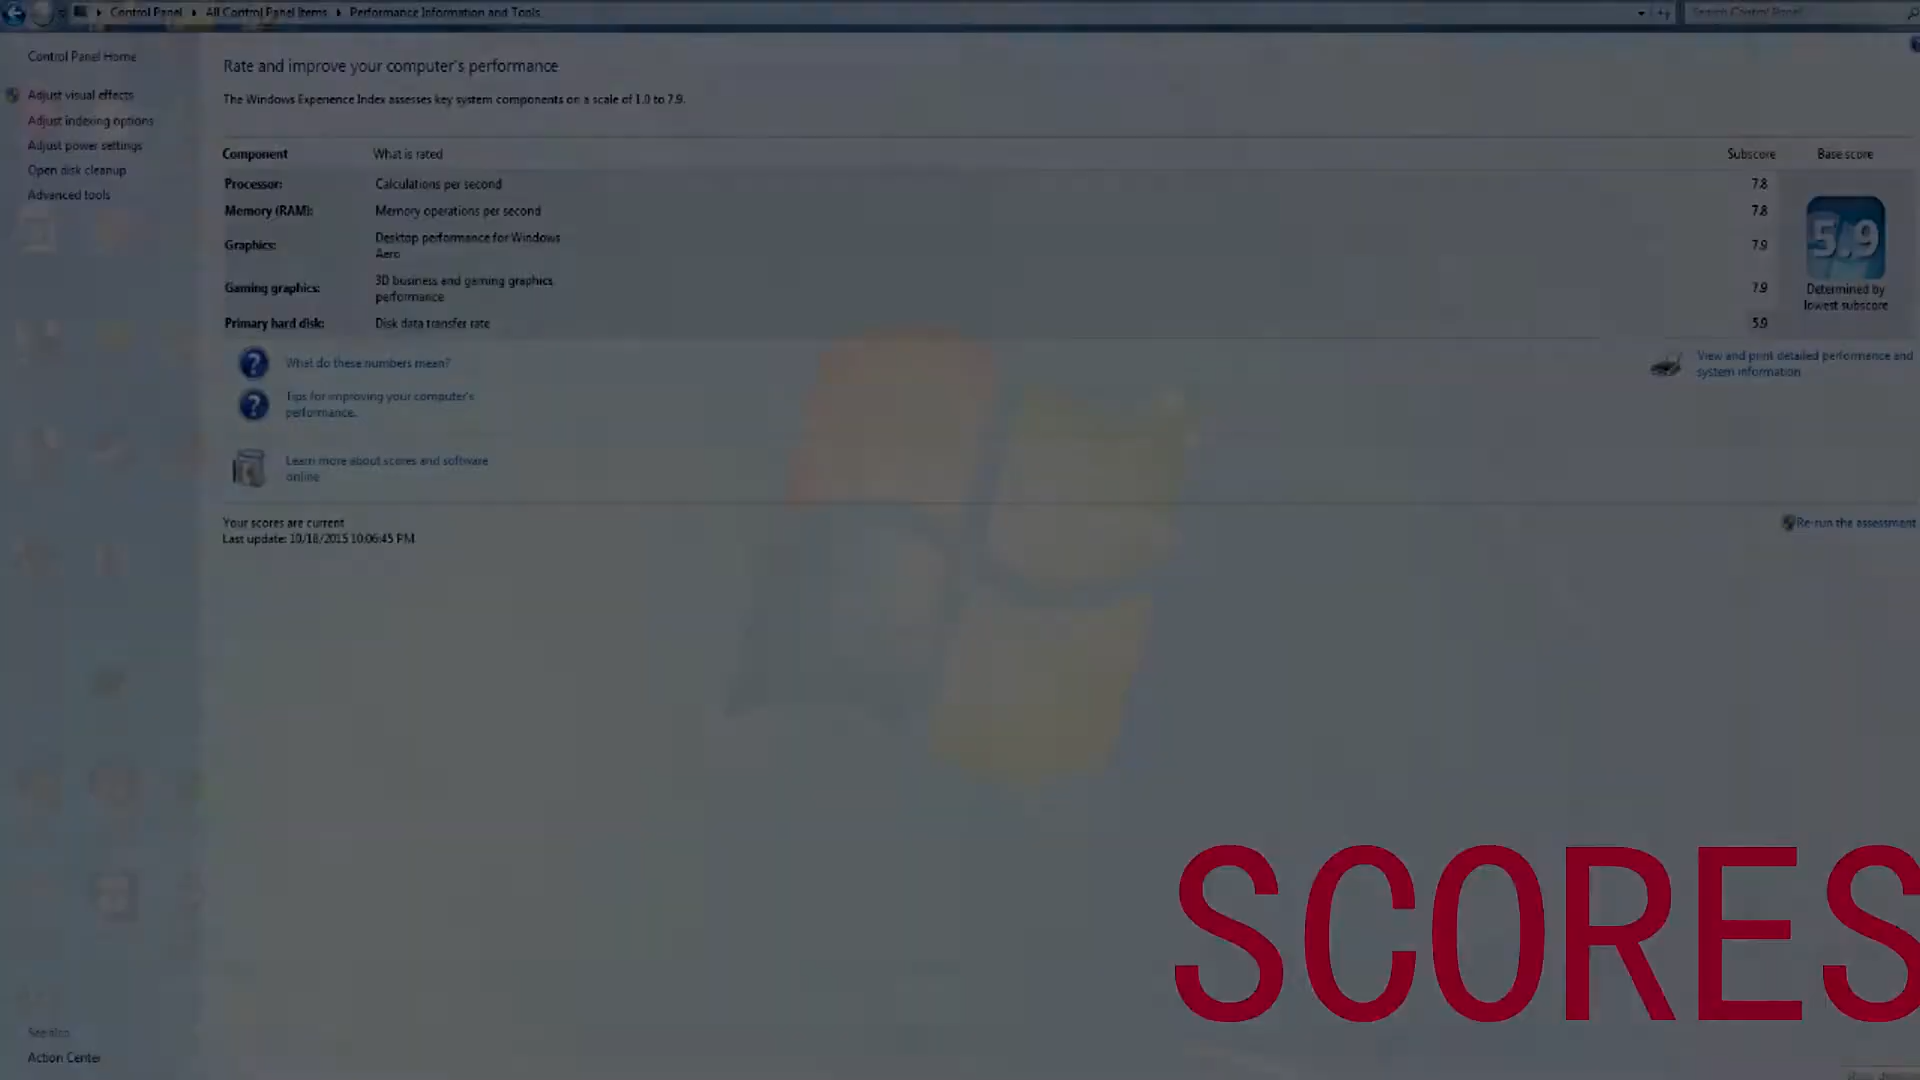 Control Panel ▸ All Control Panel Items ▸ Performance Information and Tools
Search Control Panel
Control Panel Home
Adjust visual effects
Adjust indexing options
Adjust power settings
Open disk cleanup
Advanced tools
Rate and improve your computer's performance
The Windows Experience Index assesses key system components on a scale of 1.0 to 7.9.
Component What is rated Subscore Base score
Processor: Calculations per second 7.8
Memory (RAM): Memory operations per second 7.8
Graphics: Desktop performance for Windows
Aero 7.9
Gaming graphics: 3D business and gaming graphics
performance 7.9
Primary hard disk: Disk data transfer rate 5.9
5.9
Determined by
lowest subscore
What do these numbers mean?
Tips for improving your computer's
performance.
View and print detailed performance and
system information
Learn more about scores and software
online
Your scores are current
Last update: 10/18/2015 10:06:45 PM
Re-run the assessment
SCORES
See also
Action Center